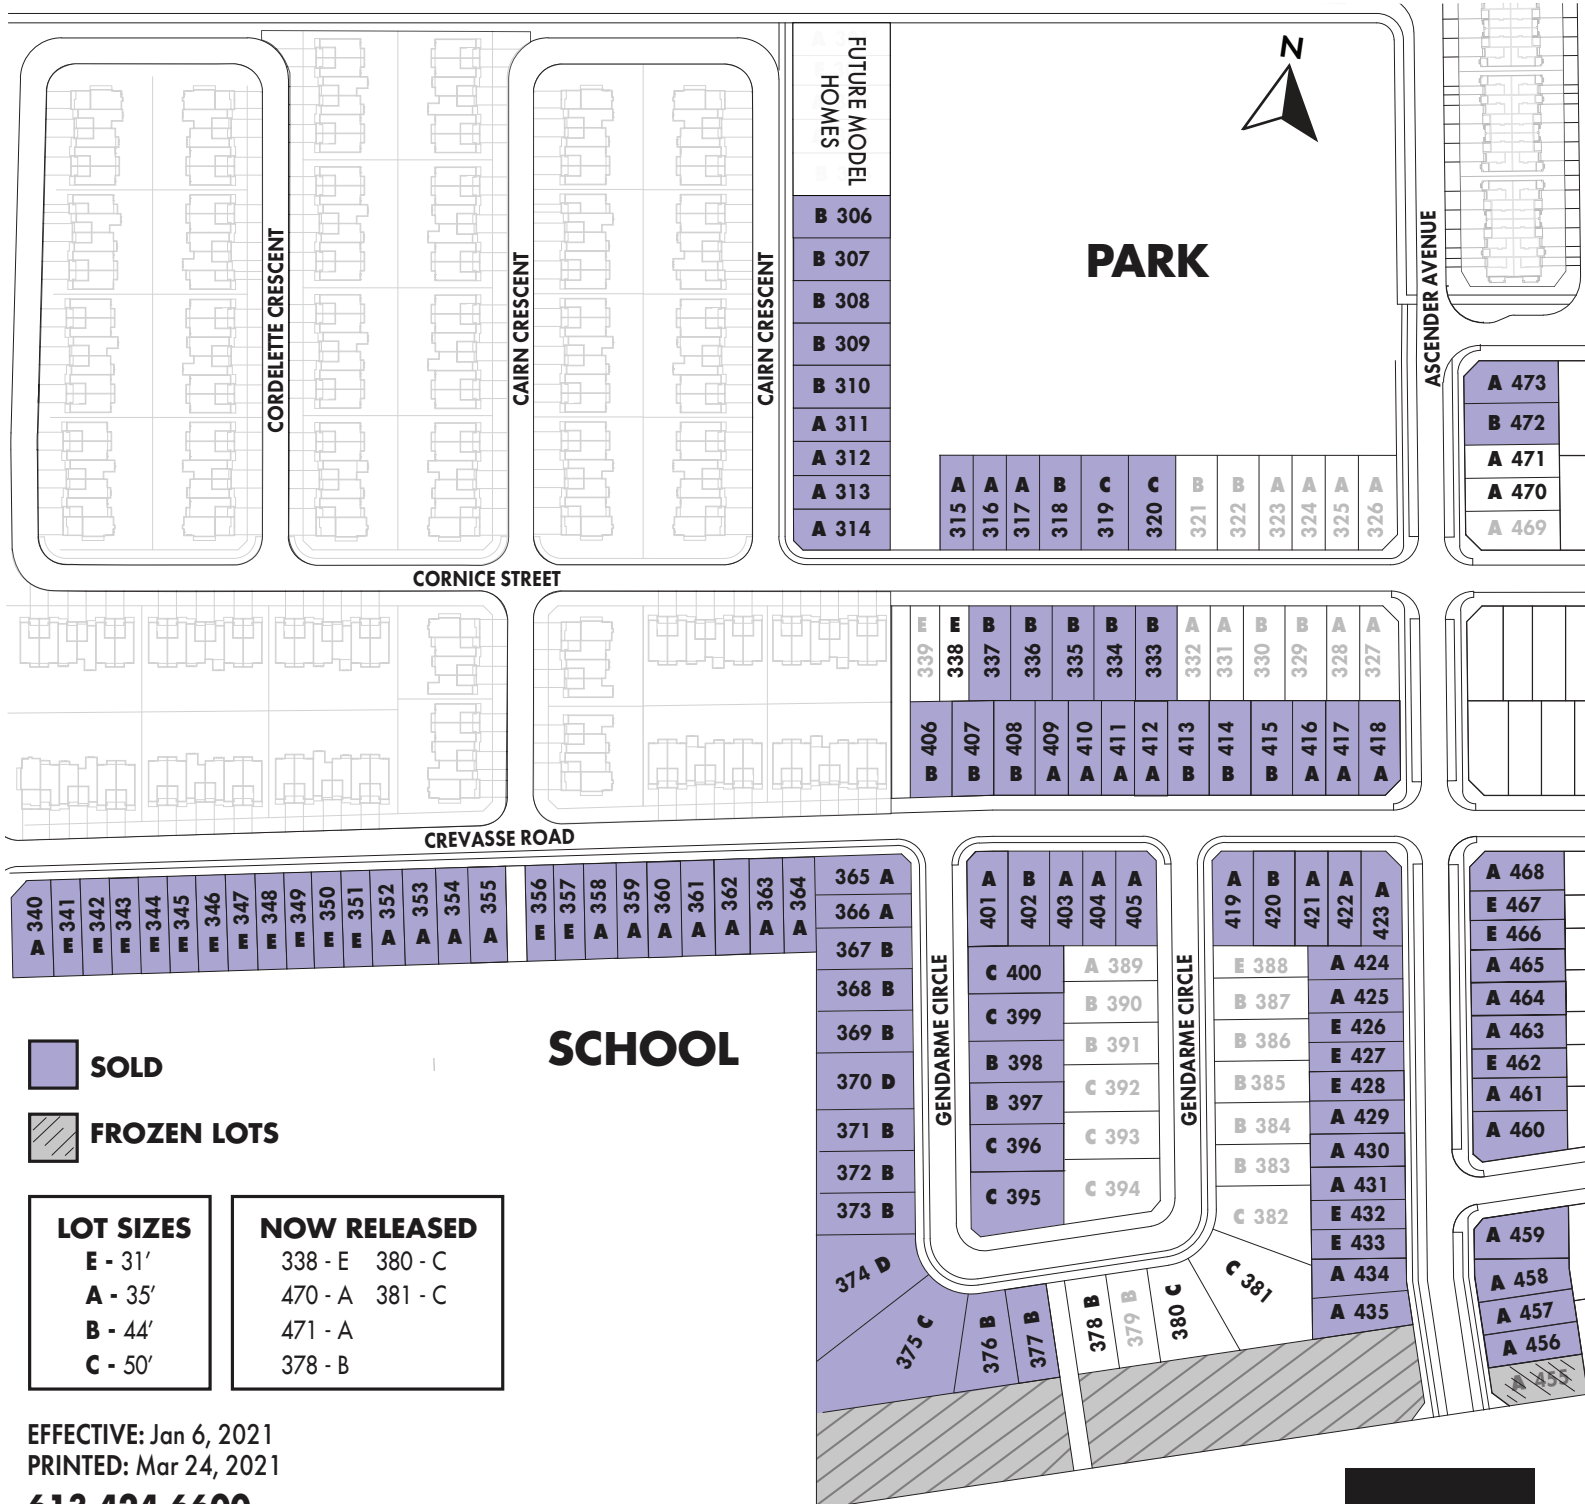 N
FUTURE MODEL
HOMES
PARK
CORDELETTE CRESCENT
CAIRN CRESCENT
CAIRN CRESCENT
ASCENDER AVENUE
B 306
B 307
B 308
B 309
B 310
A 311
A 312
A 313
A 314
A 315
A 316
A 317
B 318
C 319
C 320
B 321
B 322
A 323
A 324
A 325
A 326
A 473
B 472
A 471
A 470
A 469
CORNICE STREET
E 339
E 338
B 337
B 336
B 335
B 334
B 333
A 332
A 331
B 330
B 329
A 328
A 327
B 406
B 407
B 408
A 409
A 410
A 411
A 412
B 413
B 414
B 415
A 416
A 417
A 418
CREVASSE ROAD
A 340
E 341
E 342
E 343
E 344
E 345
E 346
E 347
E 348
E 349
E 350
E 351
A 352
A 353
A 354
A 355
E 356
E 357
A 358
A 359
A 360
A 361
A 362
A 363
A 364
365 A
366 A
367 B
368 B
369 B
370 D
371 B
372 B
373 B
374 D
375 C
376 B
377 B
378 B
379 B
380 C
C 381
GENDARME CIRCLE
401 A
402 B
403 A
404 A
405 A
C 400
C 399
B 398
B 397
C 396
C 395
A 389
B 390
B 391
C 392
C 393
C 394
GENDARME CIRCLE
419 A
420 B
421 A
422 A
423 A
E 388
B 387
B 386
B 385
B 384
B 383
C 382
A 424
A 425
E 426
E 427
E 428
A 429
A 430
A 431
E 432
E 433
A 434
A 435
A 468
E 467
E 466
A 465
A 464
A 463
E 462
A 461
A 460
A 459
A 458
A 457
A 456
A 455
SCHOOL
SOLD
FROZEN LOTS
LOT SIZES
E - 31'
A - 35'
B - 44'
C - 50'
NOW RELEASED
338 - E 380 - C
470 - A 381 - C
471 - A
378 - B
EFFECTIVE: Jan 6, 2021
PRINTED: Mar 24, 2021
613-424-6600